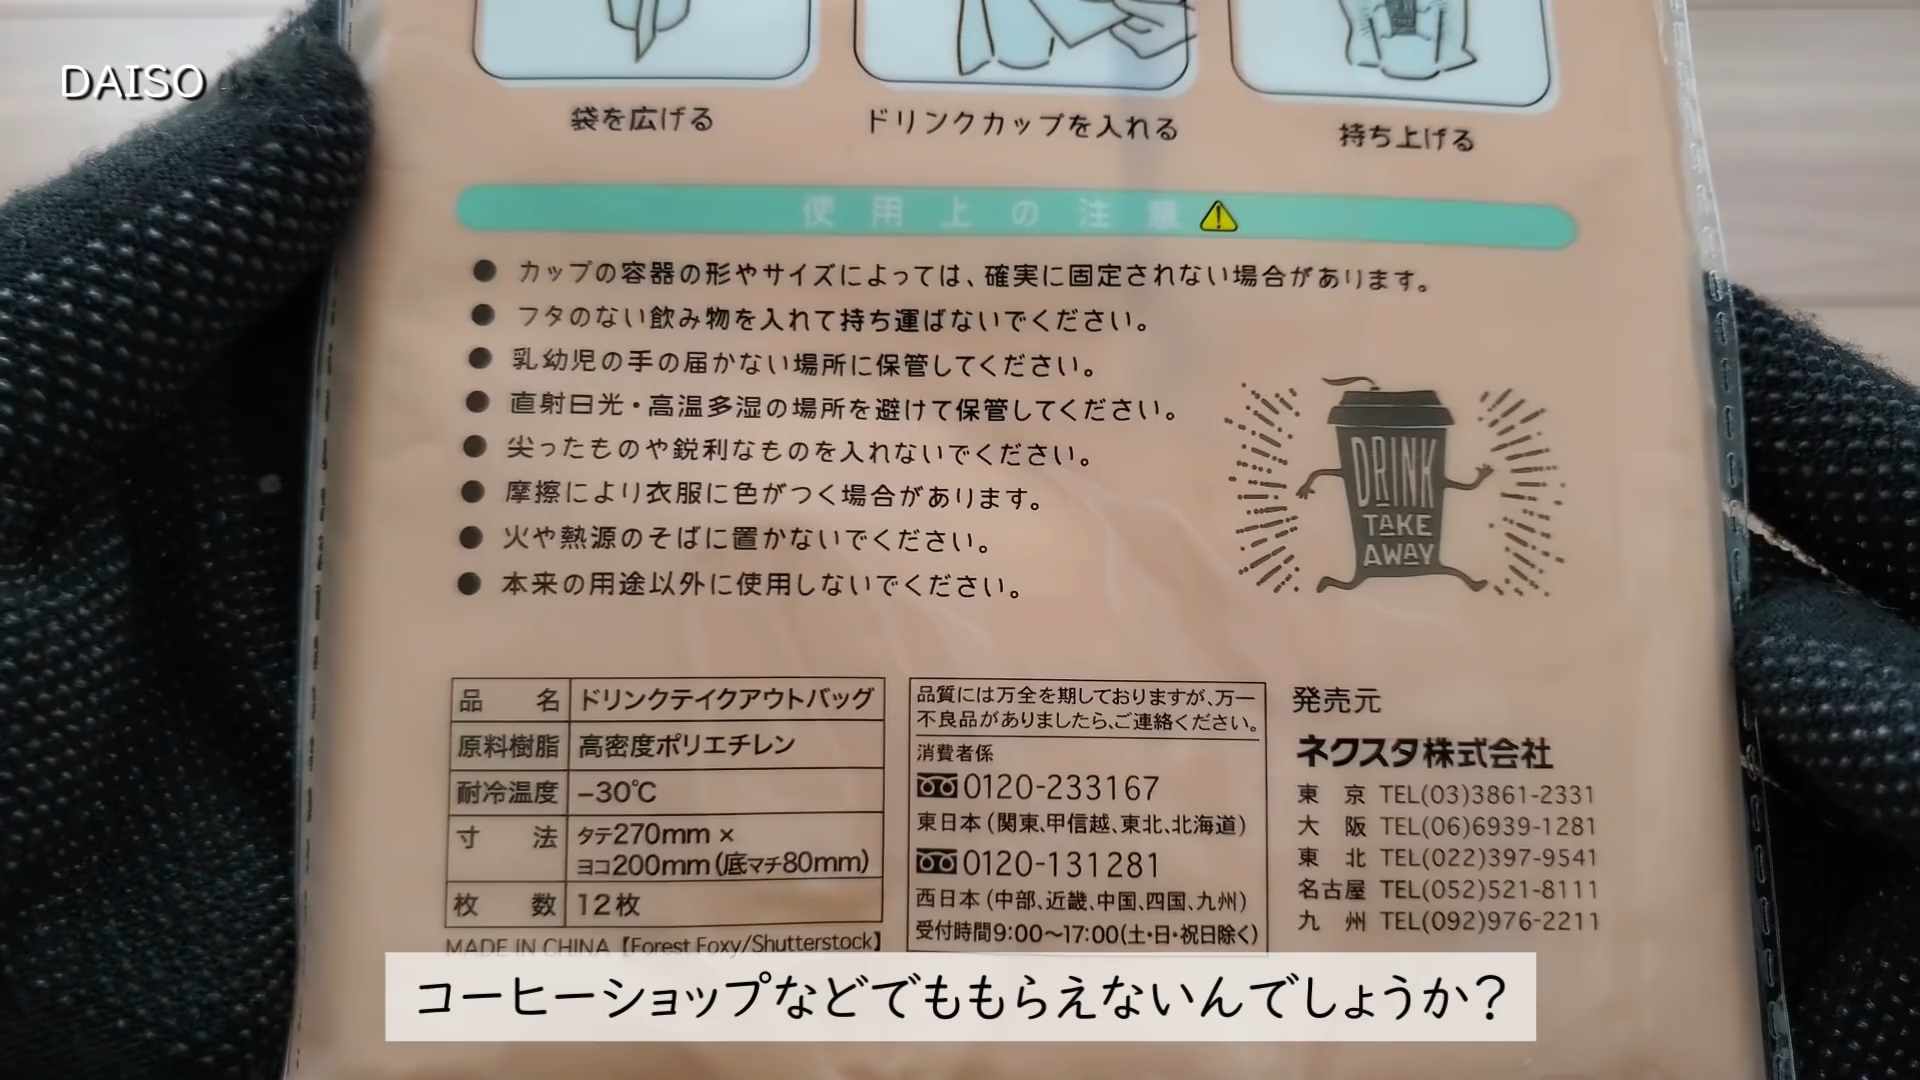 DAISO
袋を広げる
ドリンクカップを入れる
持ち上げる
使用上の注意
● カップの容器の形やサイズによっては、確実に固定されない場合があります。
● フタのない飲み物を入れて持ち運ばないでください。
● 乳幼児の手の届かない場所に保管してください。
● 直射日光・高温多湿の場所を避けて保管してください。
● 尖ったものや鋭利なものを入れないでください。
● 摩擦により衣服に色がつく場合があります。
● 火や熱源のそばに置かないでください。
● 本来の用途以外に使用しないでください。
DRINK
TAKE
AWAY
品名 ドリンクテイクアウトバッグ
原料樹脂 高密度ポリエチレン
耐冷温度 −30℃
寸法 タテ270mm ×
ヨコ200mm(底マチ80mm)
枚数 12枚
MADE IN CHINA 【Forest Foxy/Shutterstock】
品質には万全を期しておりますが、万一
不良品がありましたら、ご連絡ください。
消費者係
0120-233167
東日本(関東、甲信越、東北、北海道)
0120-131281
西日本(中部、近畿、中国、四国、九州)
受付時間9:00〜17:00(土・日・祝日除く)
発売元
ネクスタ株式会社
東京 TEL(03)3861-2331
大阪 TEL(06)6939-1281
東北 TEL(022)397-9541
名古屋 TEL(052)521-8111
九州 TEL(092)976-2211
コーヒーショップなどでももらえないんでしょうか?